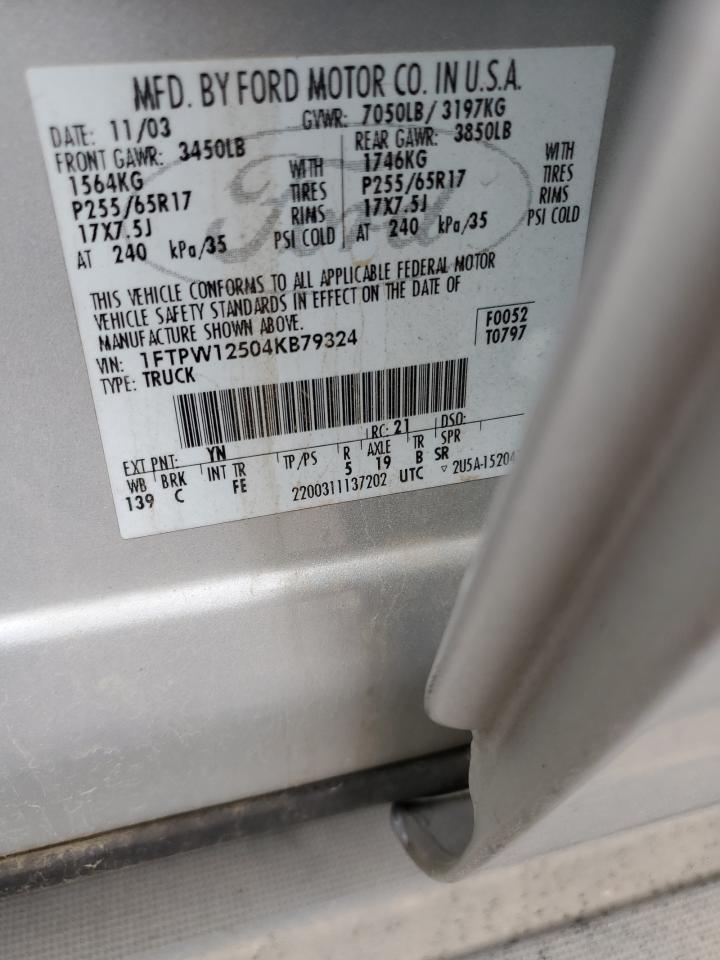 MFD. BY FORD MOTOR CO. IN U.S.A.
DATE: 11/03 GVWR: 7050LB/ 3197KG
FRONT GAWR: 3450LB REAR GAWR: 3850LB
1564KG WITH 1746KG WITH
P255/65R17 TIRES P255/65R17 TIRES
17X7.5J RIMS 17X7.5J RIMS
AT 240 kPa/35 PSI COLD AT 240 kPa/35 PSI COLD
Ford
THIS VEHICLE CONFORMS TO ALL APPLICABLE FEDERAL MOTOR
VEHICLE SAFETY STANDARDS IN EFFECT ON THE DATE OF
MANUFACTURE SHOWN ABOVE.
VIN: 1FTPW12504KB79324 F0052
TYPE: TRUCK T0797
EXT PNT: YN RC: 21 DSO:
WB BRK INT TR TP/PS R AXLE TR SPR
139 C FE 5 19 B SR
2200311137202 UTC ▽ 2U5A-15204